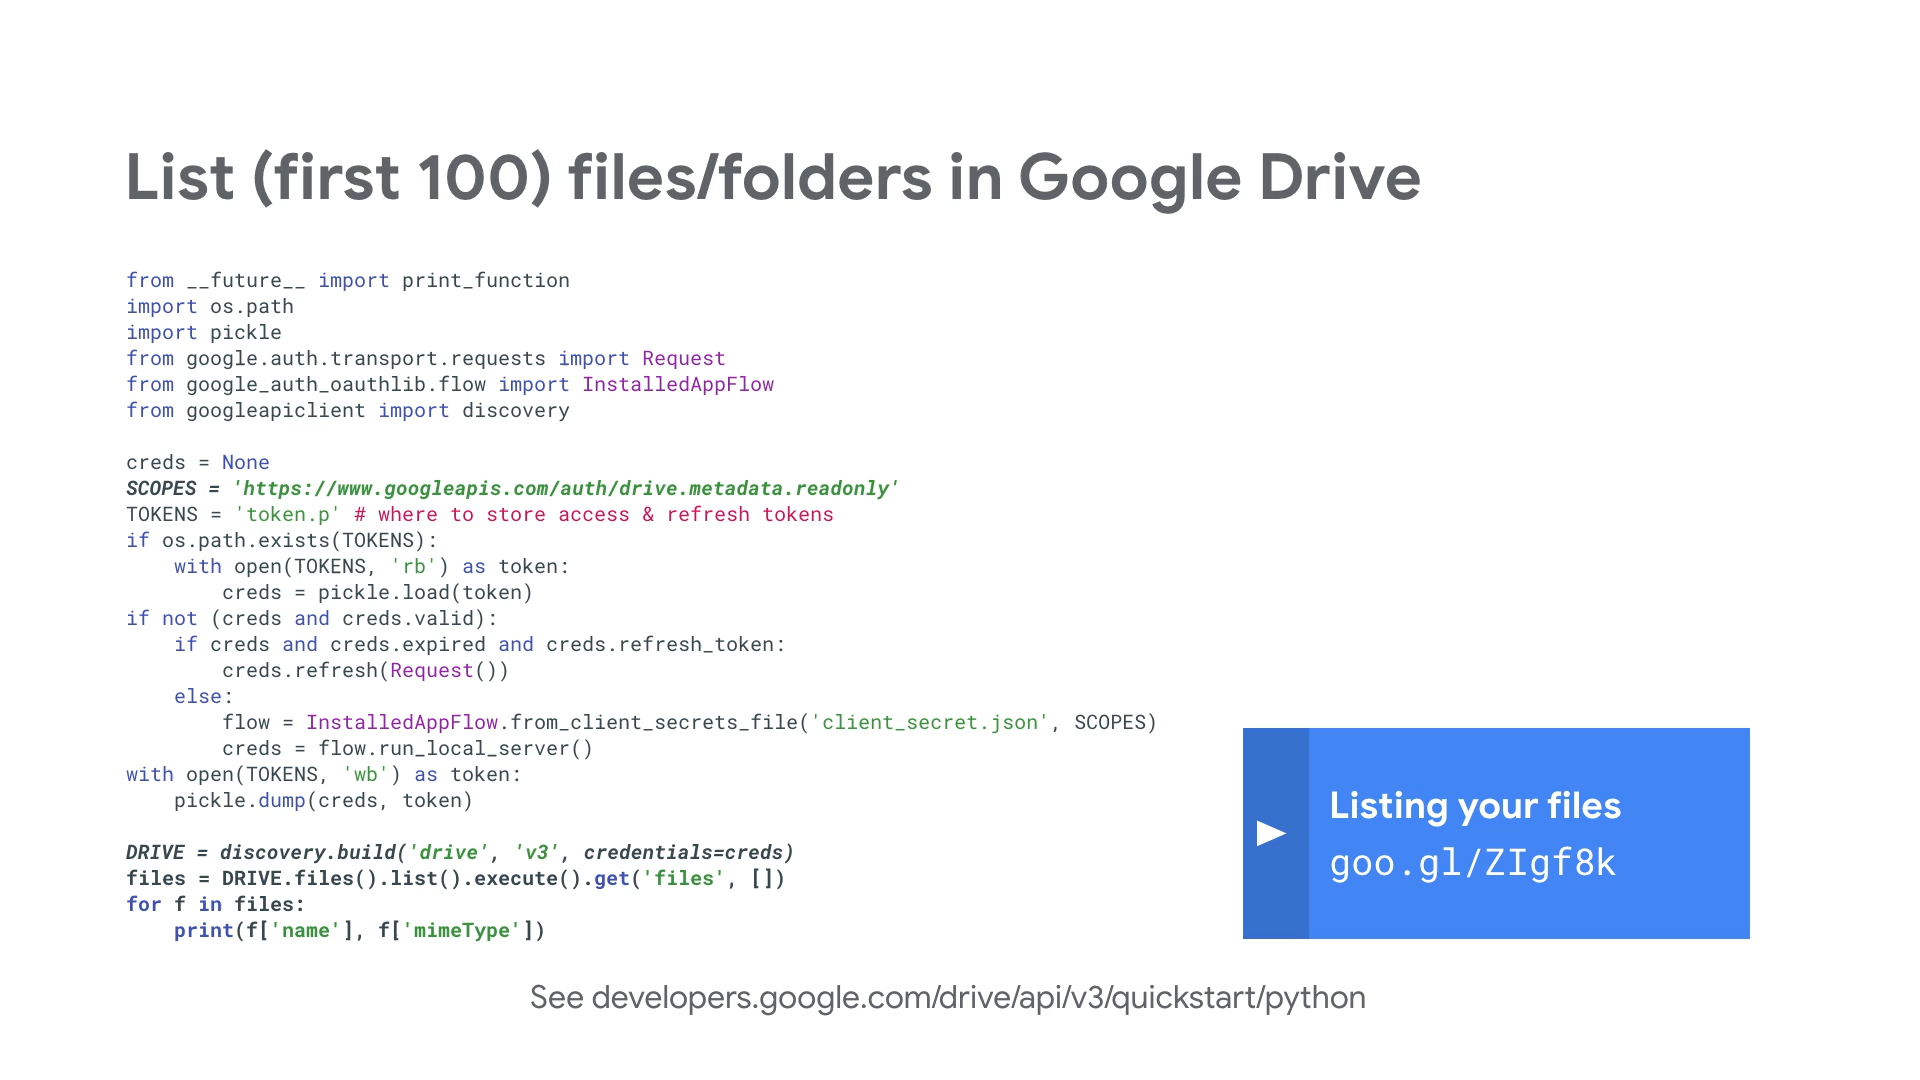 List (first 100) files/folders in Google Drive
from __future__ import print_function
import os.path
import pickle
from google.auth.transport.requests import Request
from google_auth_oauthlib.flow import InstalledAppFlow
from googleapiclient import discovery

creds = None
SCOPES = 'https://www.googleapis.com/auth/drive.metadata.readonly'
TOKENS = 'token.p' # where to store access & refresh tokens
if os.path.exists(TOKENS):
    with open(TOKENS, 'rb') as token:
        creds = pickle.load(token)
if not (creds and creds.valid):
    if creds and creds.expired and creds.refresh_token:
        creds.refresh(Request())
    else:
        flow = InstalledAppFlow.from_client_secrets_file('client_secret.json', SCOPES)
        creds = flow.run_local_server()
with open(TOKENS, 'wb') as token:
    pickle.dump(creds, token)

DRIVE = discovery.build('drive', 'v3', credentials=creds)
files = DRIVE.files().list().execute().get('files', [])
for f in files:
    print(f['name'], f['mimeType'])
Listing your files
goo.gl/ZIgf8k
See developers.google.com/drive/api/v3/quickstart/python